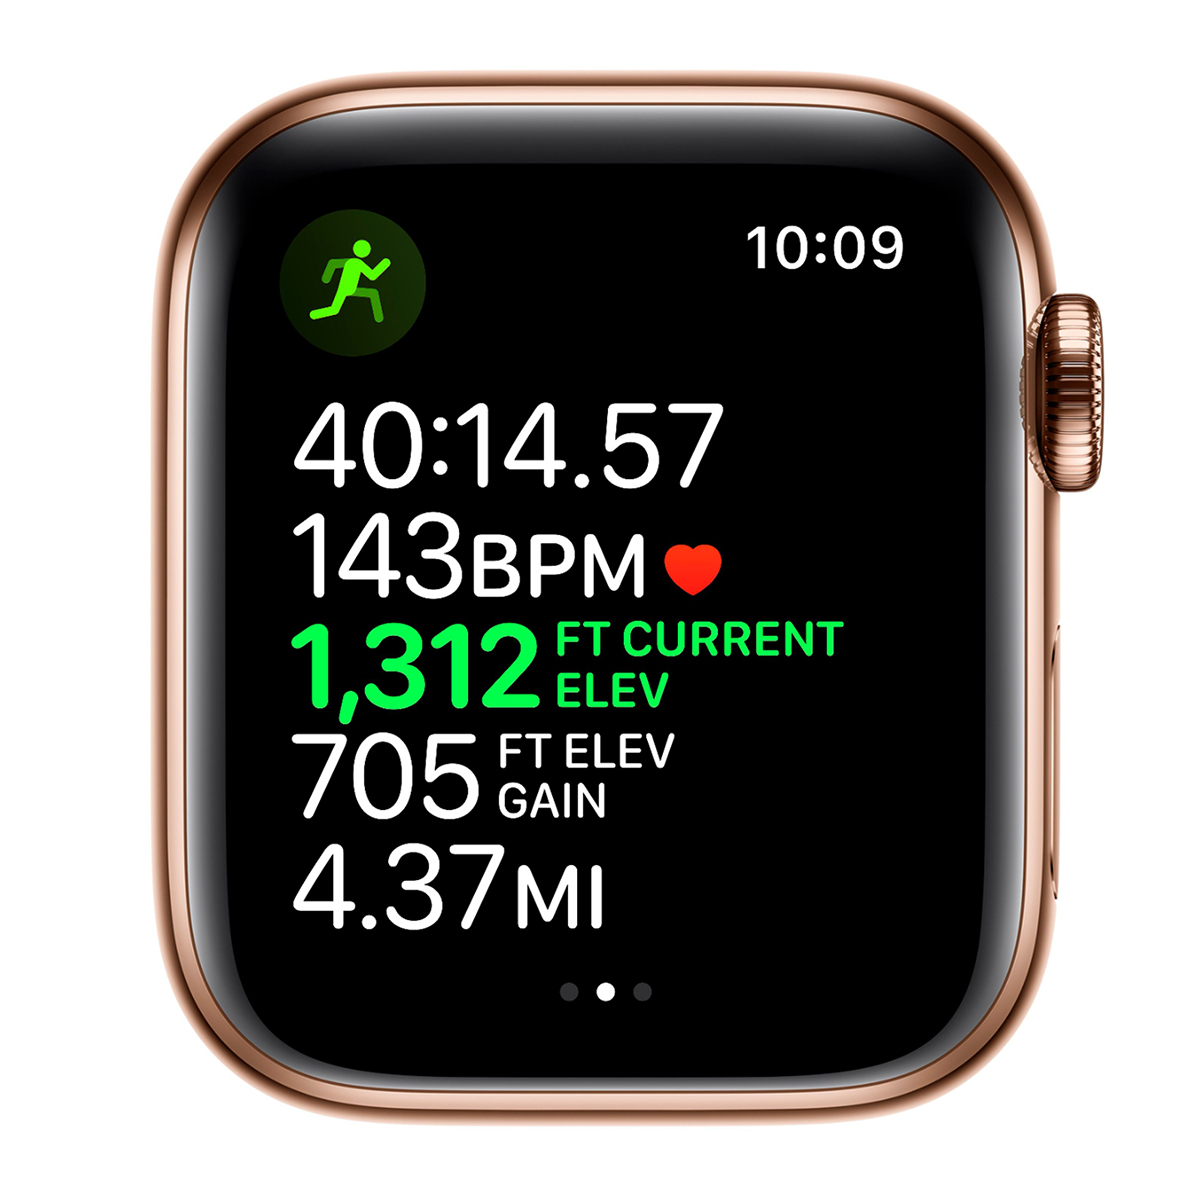 10:09
40:14.57
143BPM
1,312 FT CURRENT
ELEV
705 FT ELEV
GAIN
4.37MI